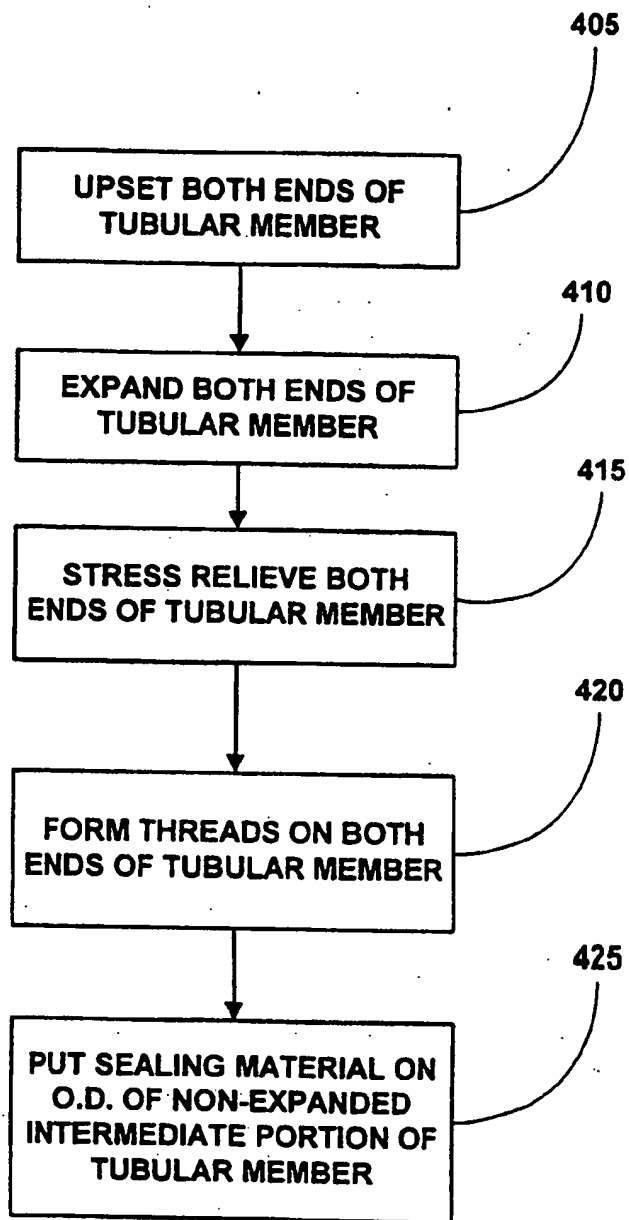 405
UPSET BOTH ENDS OF
TUBULAR MEMBER
410
EXPAND BOTH ENDS OF
TUBULAR MEMBER
415
STRESS RELIEVE BOTH
ENDS OF TUBULAR MEMBER
420
FORM THREADS ON BOTH
ENDS OF TUBULAR MEMBER
425
PUT SEALING MATERIAL ON
O.D. OF NON-EXPANDED
INTERMEDIATE PORTION OF
TUBULAR MEMBER